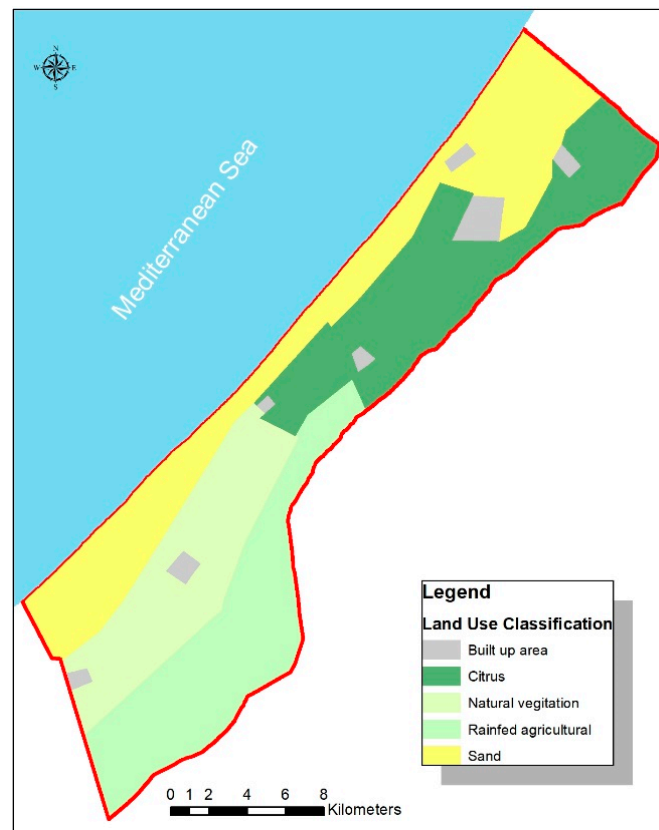 N
W E
S
Mediterranean Sea
Legend
Land Use Classification
Built up area
Citrus
Natural vegitation
Rainfed agricultural
Sand
0 1 2 4 6 8
Kilometers